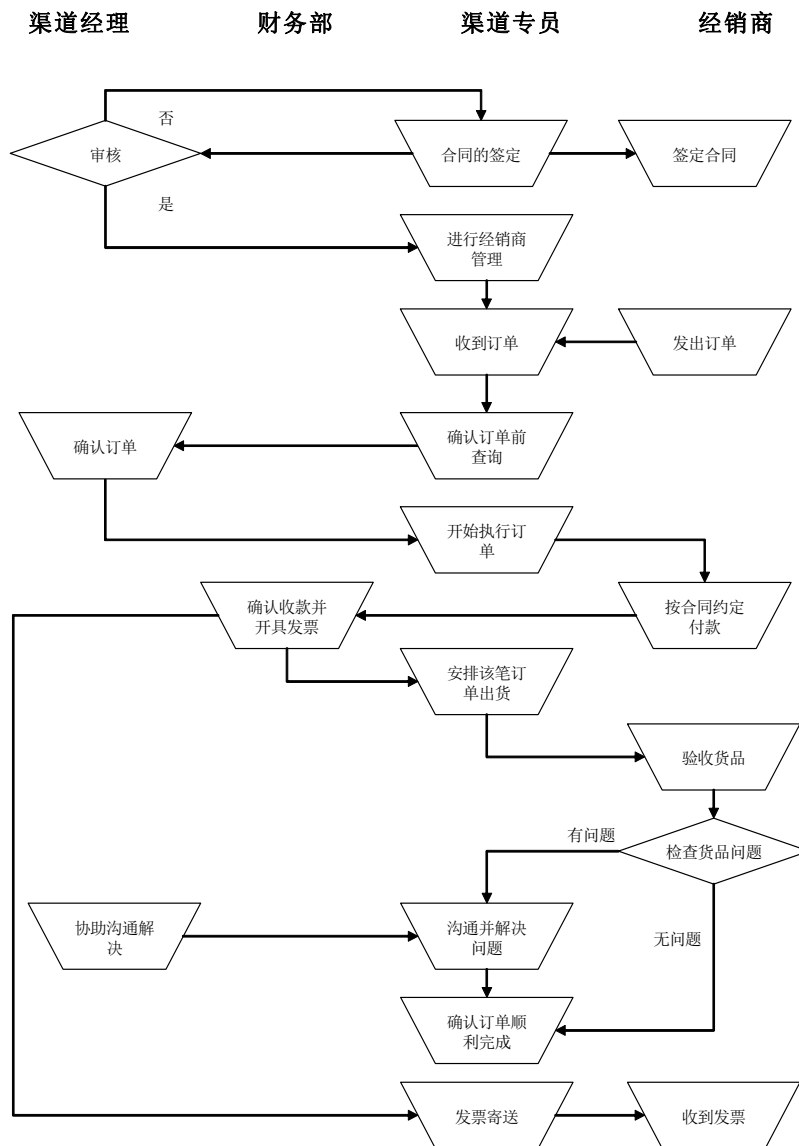 渠道经理 财务部 渠道专员 经销商
否
审核
合同的签定
签定合同
是
进行经销商
管理
收到订单
发出订单
确认订单
确认订单前
查询
开始执行订
单
确认收款并
开具发票
按合同约定
付款
安排该笔订
单出货
验收货品
有问题
检查货品问题
协助沟通解
决
沟通并解决
问题
无问题
确认订单顺
利完成
发票寄送
收到发票